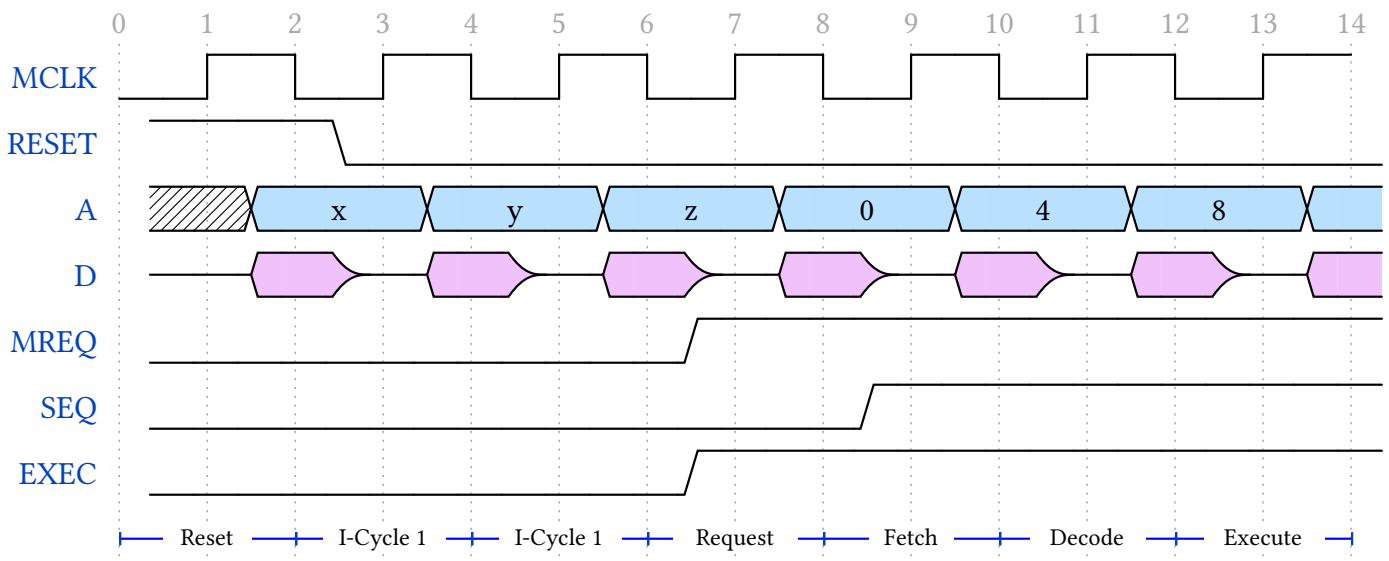 0 1 2 3 4 5 6 7 8 9 10 11 12 13 14
MCLK
RESET
A x y z 0 4 8
D
MREQ
SEQ
EXEC
Reset I-Cycle 1 I-Cycle 1 Request Fetch Decode Execute